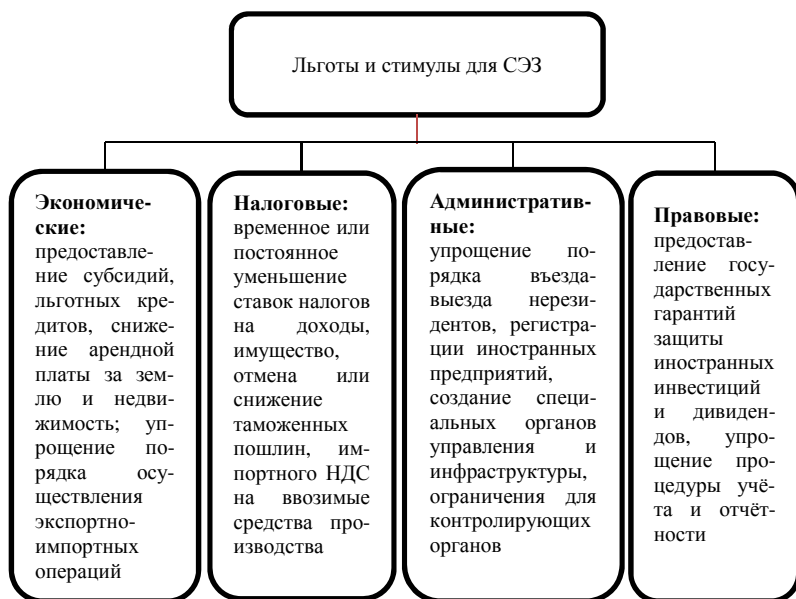 Льготы и стимулы для СЭЗ
Экономиче-
ские:
предоставле-
ние субсидий,
льготных кре-
дитов, сниже-
ние арендной
платы за зем-
лю и недви-
жимость; уп-
рощение по-
рядка осу-
ществления
экспортно-
импортных
операций
Налоговые:
временное или
постоянное
уменьшение
ставок налогов
на доходы,
имущество,
отмена или
снижение
таможенных
пошлин, им-
портного НДС
на ввозимые
средства про-
изводства
Административ-
ные:
упрощение по-
рядка въезда-
выезда нерези-
дентов, регистра-
ции иностранных
предприятий,
создание специ-
альных органов
управления и
инфраструктуры,
ограничения для
контролирующих
органов
Правовые:
предостав-
ление госу-
дарственных
гарантий
защиты
иностранных
инвестиций
и дивиден-
дов, упро-
щение про-
цедуры учё-
та и отчёт-
ности